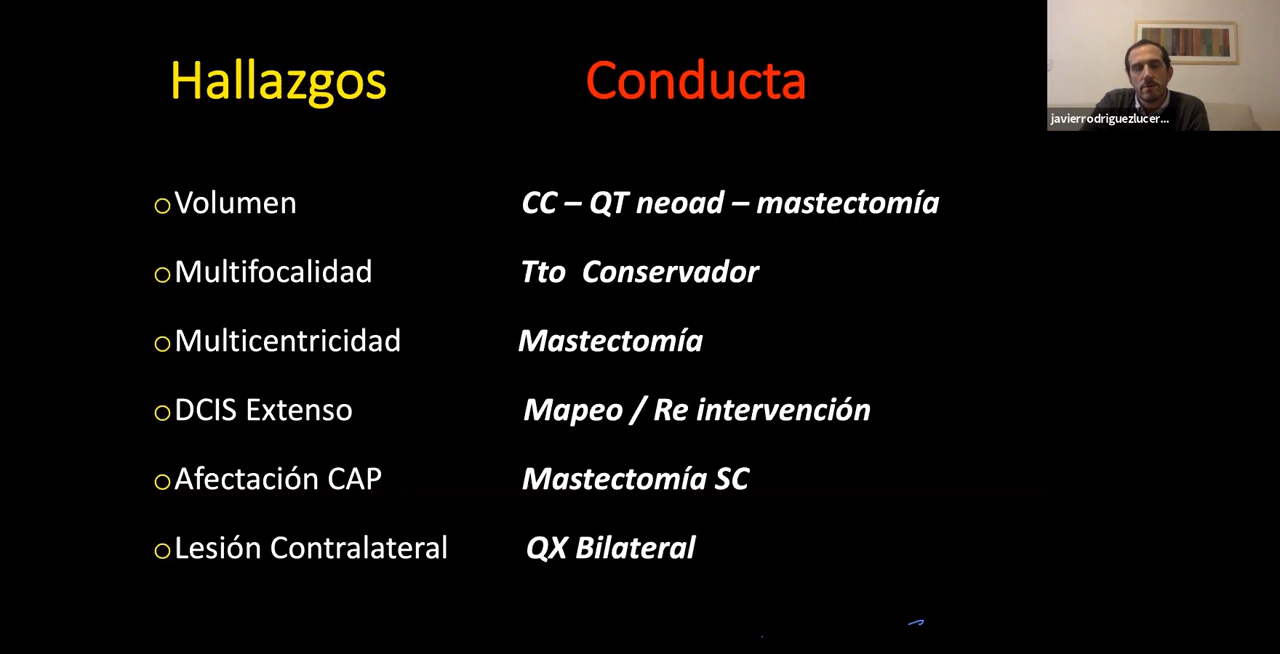 Hallazgos Conducta
javierrodriguezlucer...
Volumen CC – QT neoad – mastectomía
Multifocalidad Tto Conservador
Multicentricidad Mastectomía
DCIS Extenso Mapeo / Re intervención
Afectación CAP Mastectomía SC
Lesión Contralateral QX Bilateral